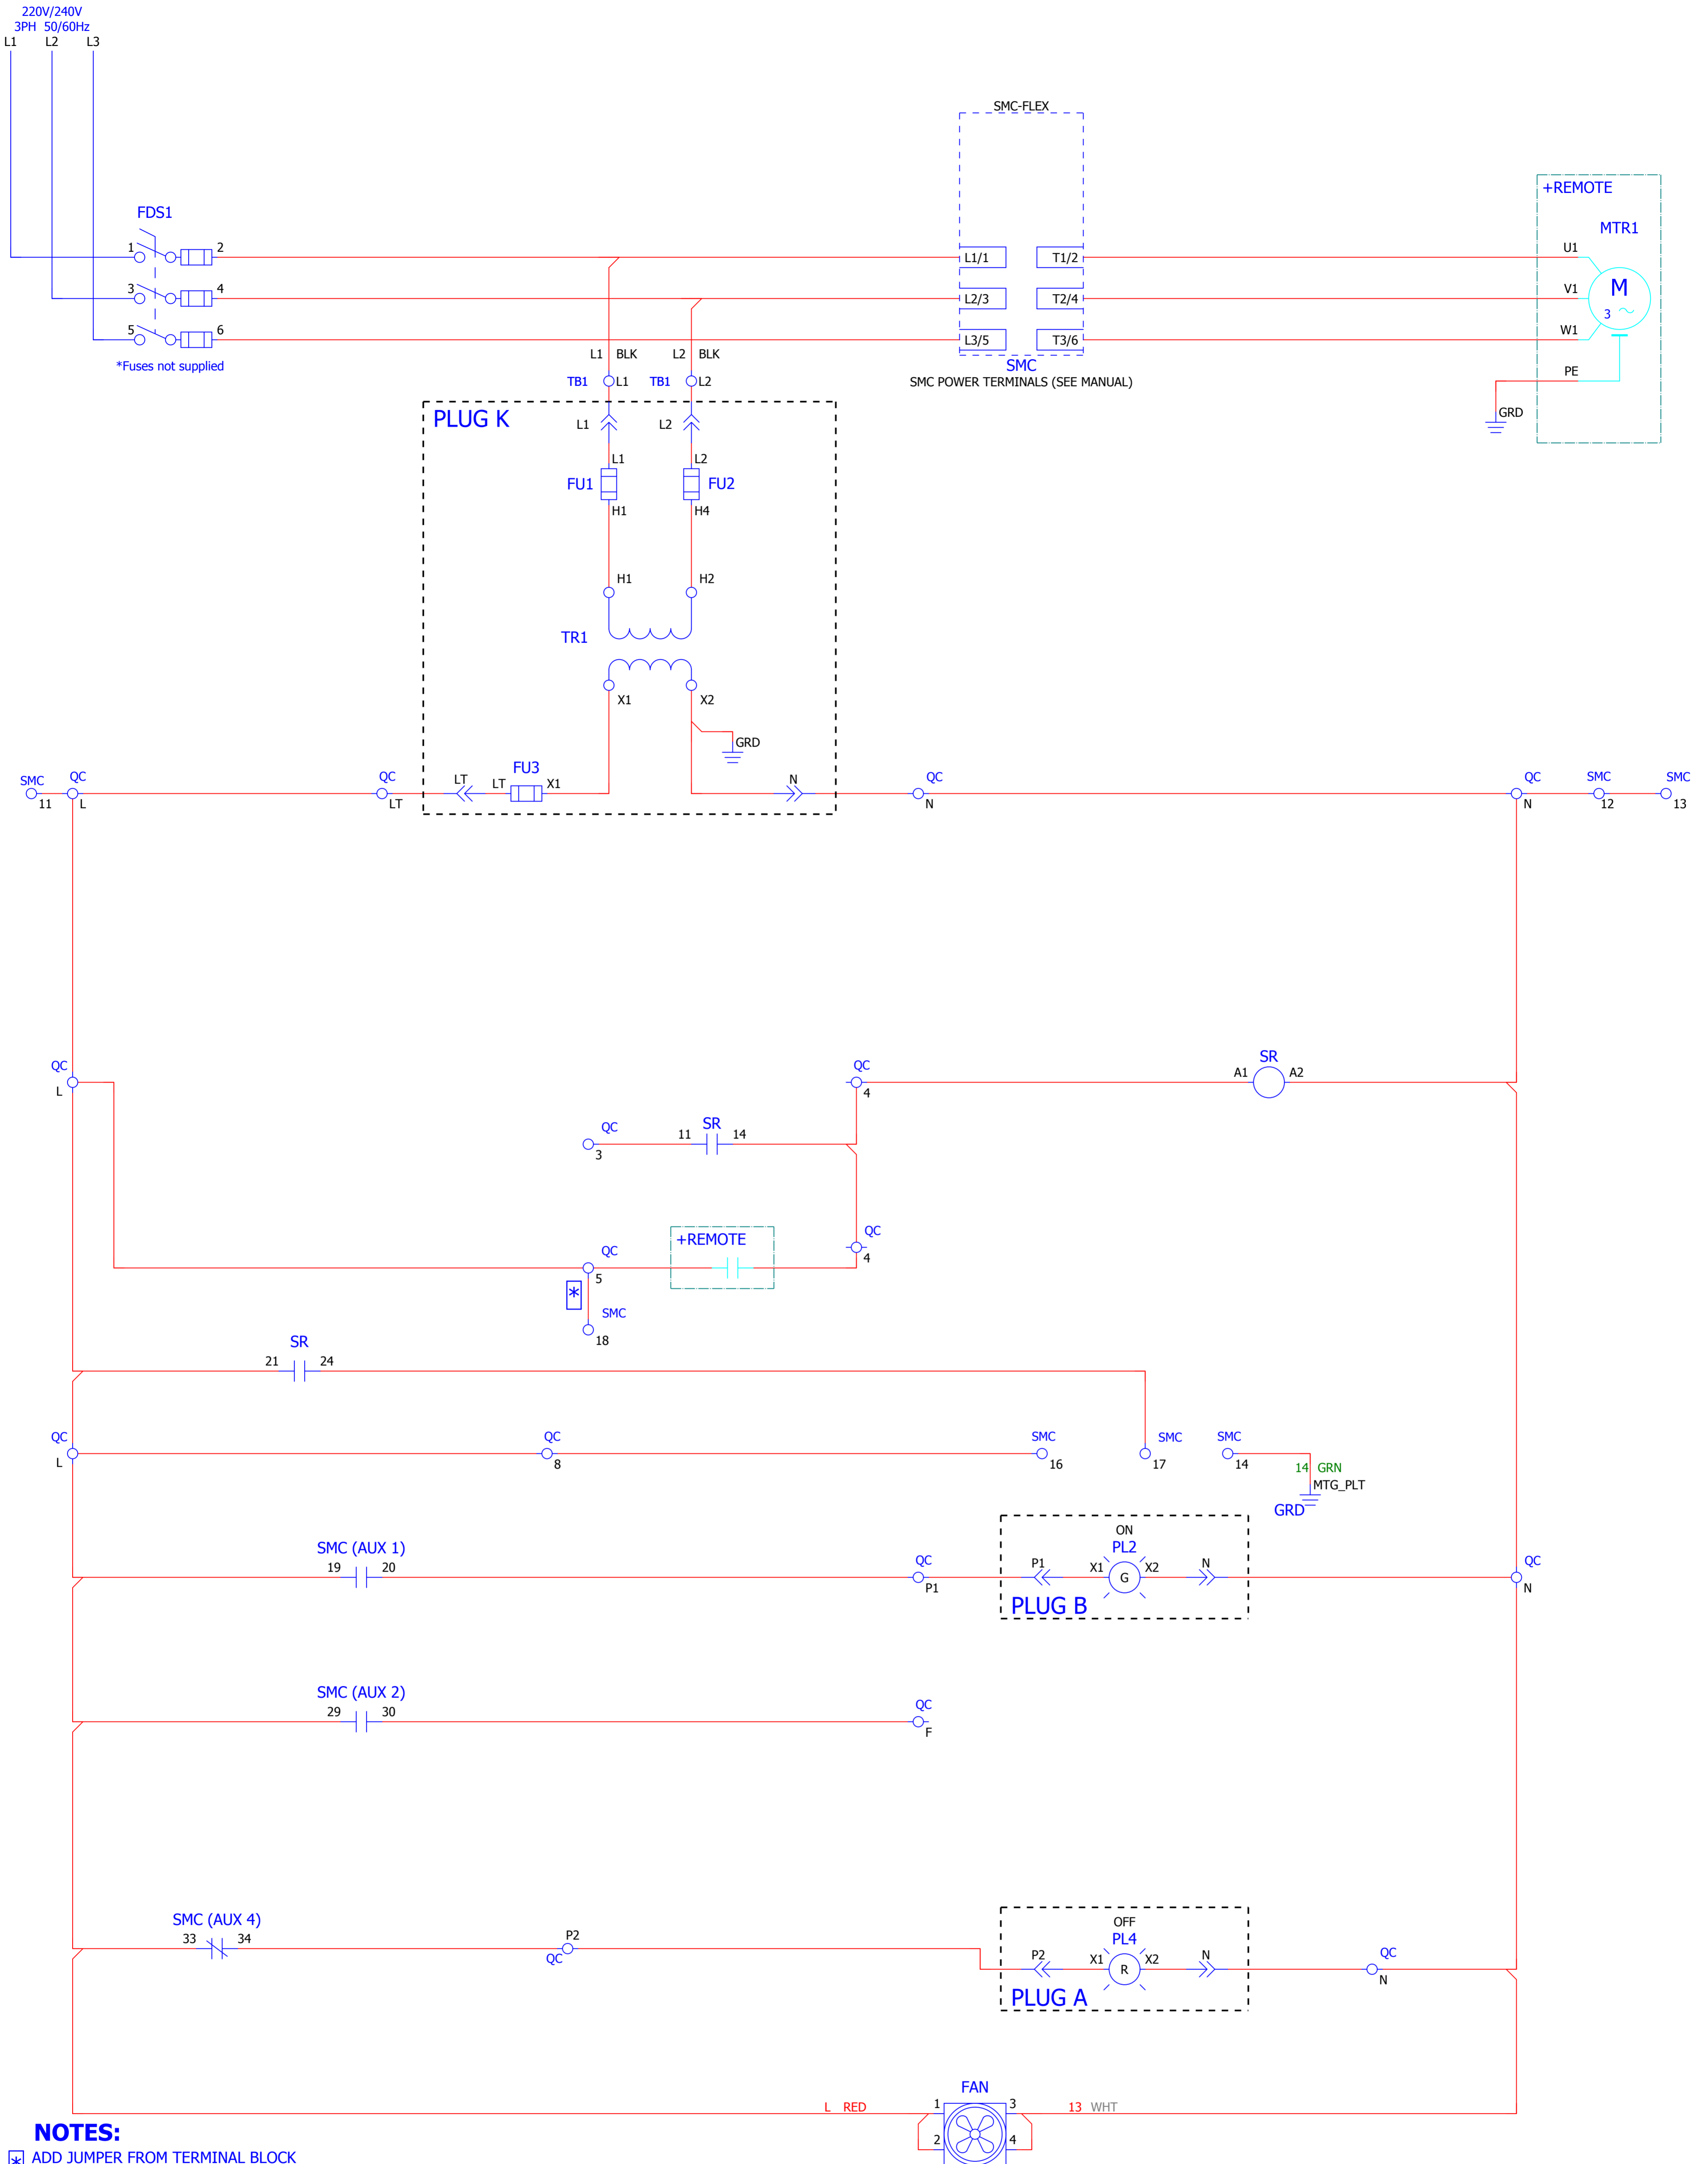 220V/240V
3PH 50/60Hz
L1 L2 L3
SMC-FLEX
+REMOTE
MTR1
FDS1
1 2
L1/1 T1/2
U1
3 4
L2/3 T2/4
V1
M
3
5 6
L3/5 T3/6
W1
*Fuses not supplied
L1 BLK L2 BLK
SMC
SMC POWER TERMINALS (SEE MANUAL)
PE
TB1 L1 TB1 L2
GRD
PLUG K
L1 L2
L1 L2
FU1 FU2
H1 H4
H1 H2
TR1
X1 X2
GRD
SMC QC QC LT LT FU3 X1 N QC QC SMC SMC
11 L LT N N 12 13
QC QC SR
A1 A2
L 4
QC 11 SR 14
3
+REMOTE
QC
4
QC
5
*
SMC
18
SR
21 24
QC QC SMC SMC SMC
L 8 16 17 14
14 GRN
MTG_PLT
GRD
SMC (AUX 1)
19 20
QC
P1
ON
PL2
P1 X1 G X2 N
PLUG B
QC
N
SMC (AUX 2)
29 30
QC
F
SMC (AUX 4)
33 34
P2
QC
OFF
PL4
P2 X1 R X2 N
PLUG A
QC
N
FAN
L RED 1 3 13 WHT
2 4
NOTES:
* ADD JUMPER FROM TERMINAL BLOCK